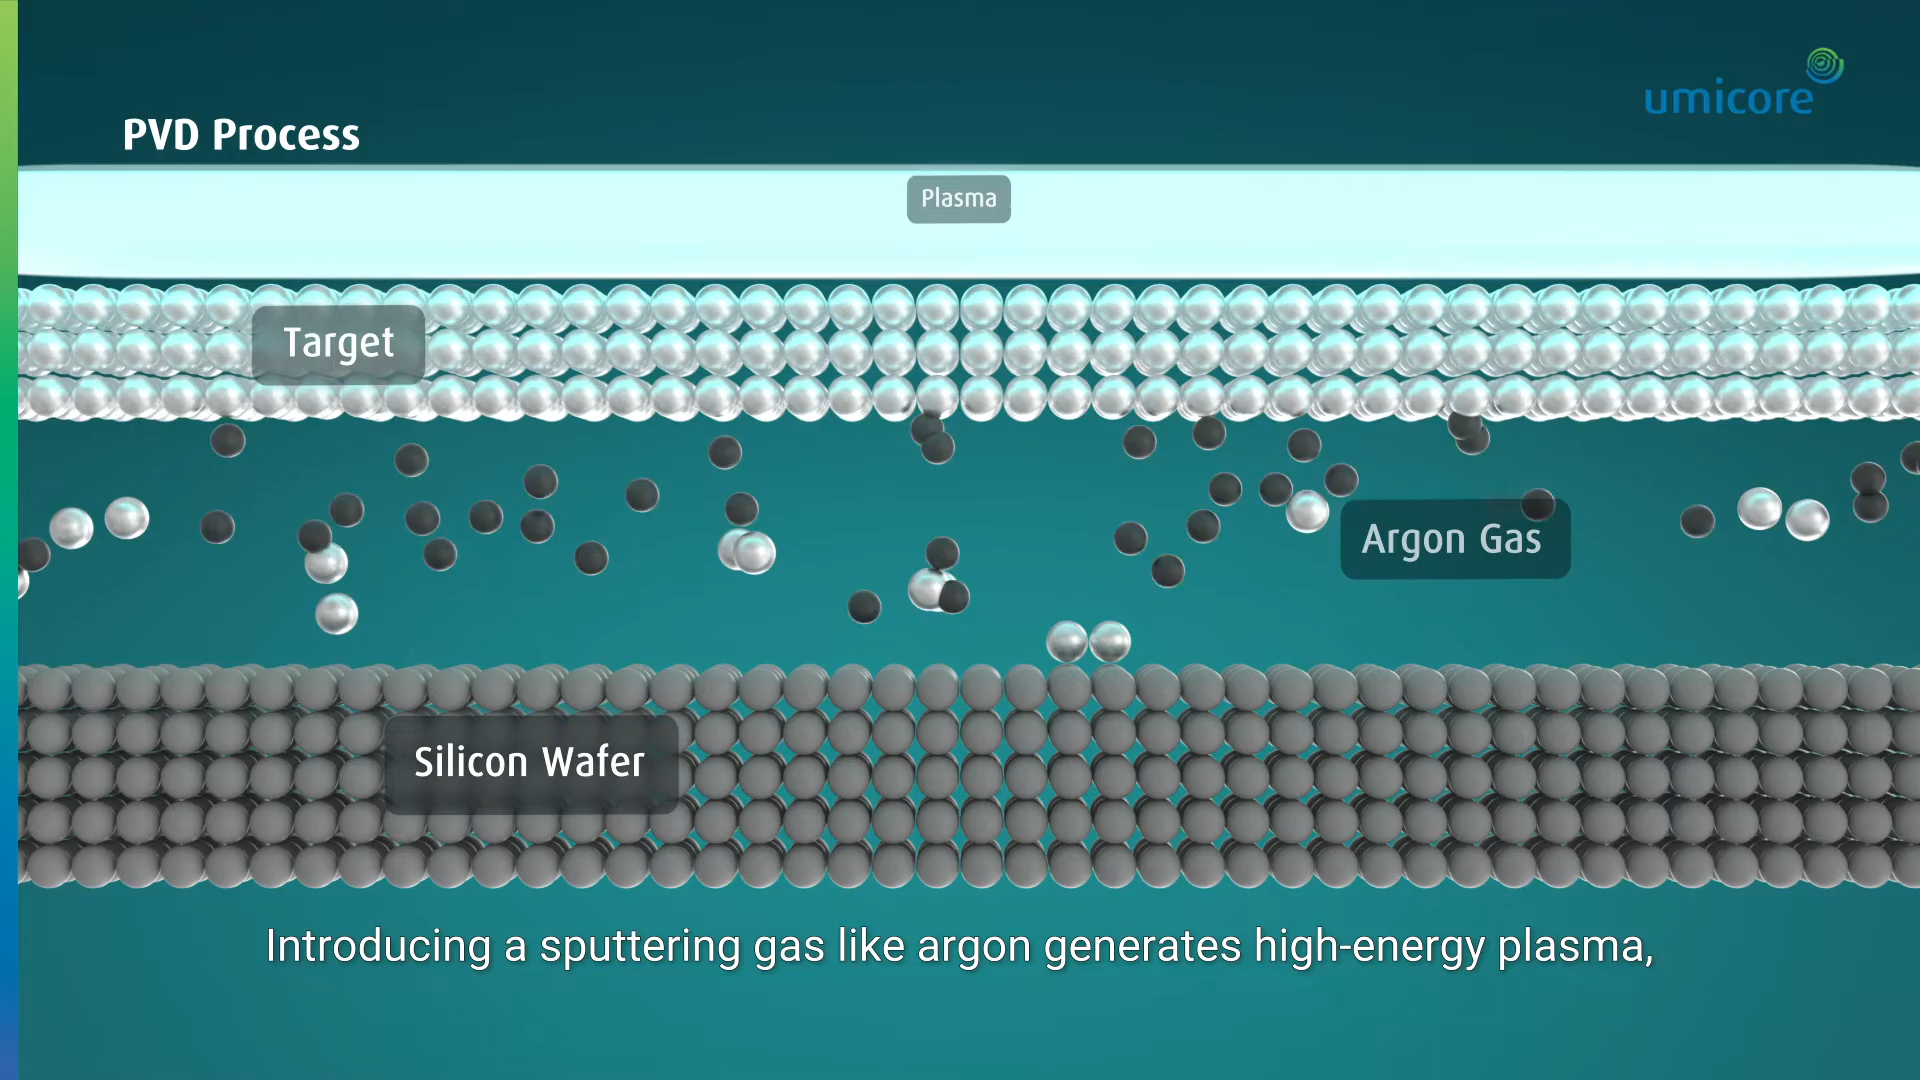 umicore
PVD Process
Plasma
Target
Argon Gas
Silicon Wafer
Introducing a sputtering gas like argon generates high-energy plasma,